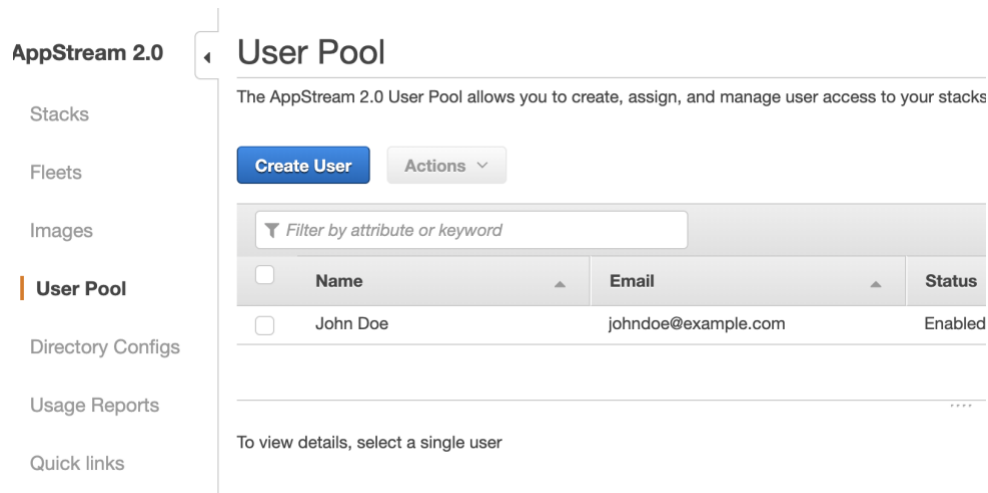 AppStream 2.0
Stacks
Fleets
Images
User Pool
Directory Configs
Usage Reports
Quick links
User Pool
The AppStream 2.0 User Pool allows you to create, assign, and manage user access to your stacks
Create User
Actions
Filter by attribute or keyword
Name Email Status
John Doe johndoe@example.com Enabled
To view details, select a single user